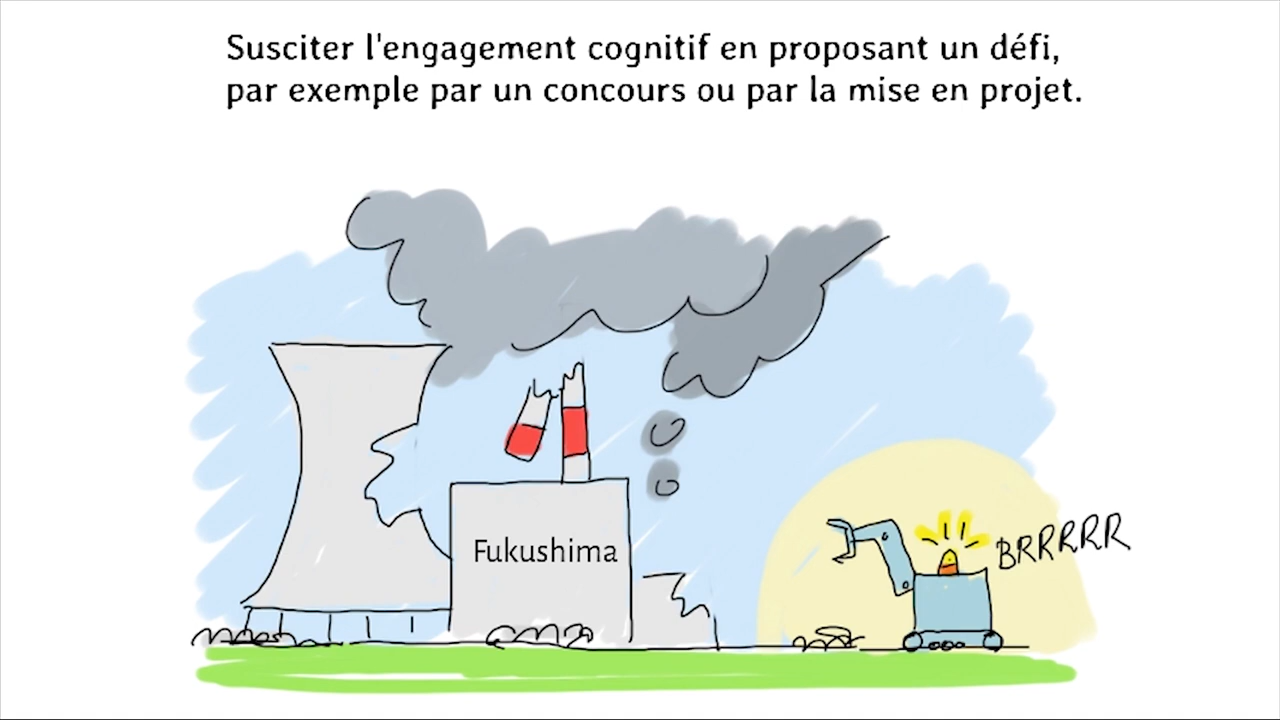 Susciter l'engagement cognitif en proposant un défi,
par exemple par un concours ou par la mise en projet.
Fukushima
BRRRRR